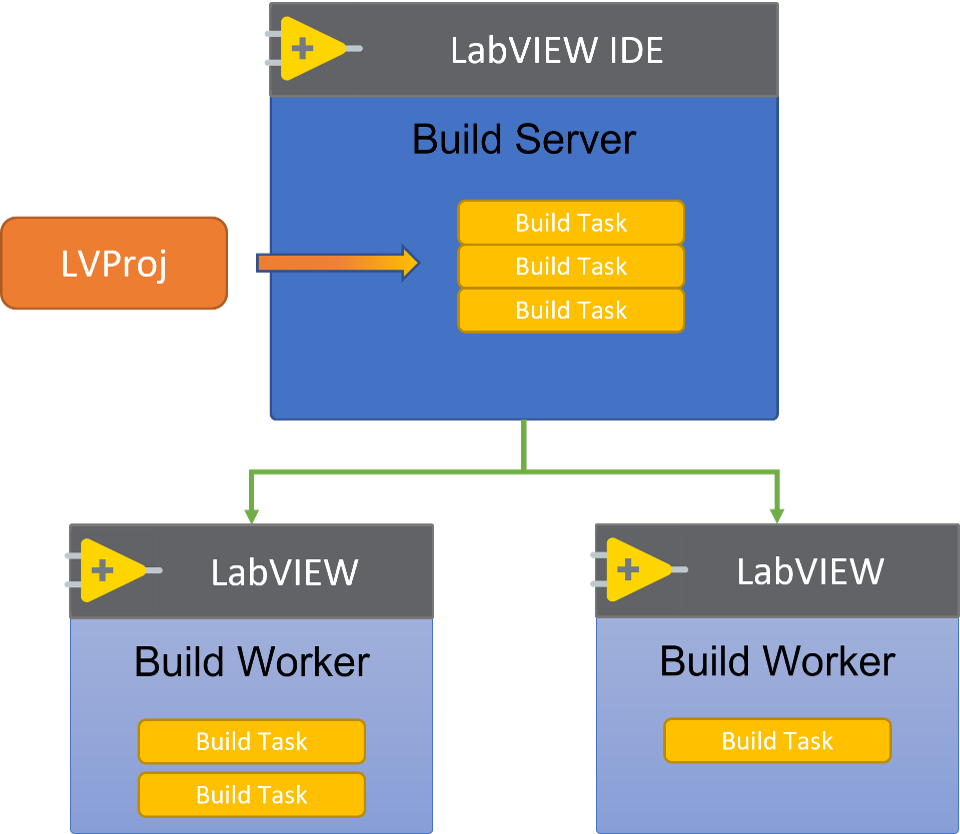 LabVIEW IDE
Build Server
LVProj
Build Task
Build Task
Build Task
LabVIEW
Build Worker
Build Task
Build Task
LabVIEW
Build Worker
Build Task